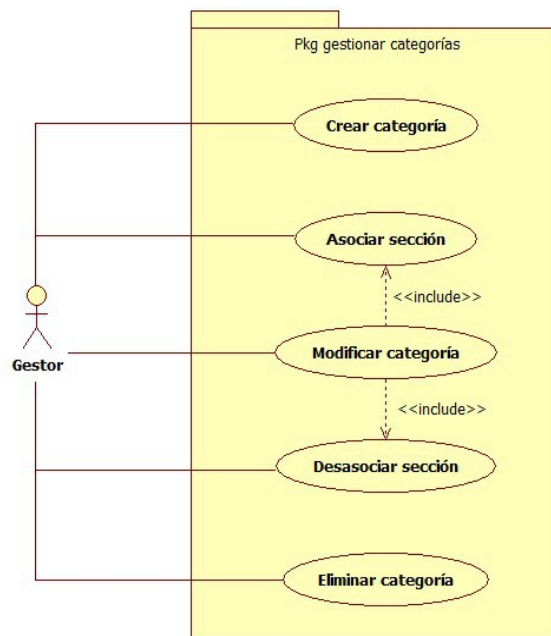 Pkg gestionar categorías
Crear categoría
Asociar sección
<<include>>
Modificar categoría
Gestor
<<include>>
Desasociar sección
Eliminar categoría